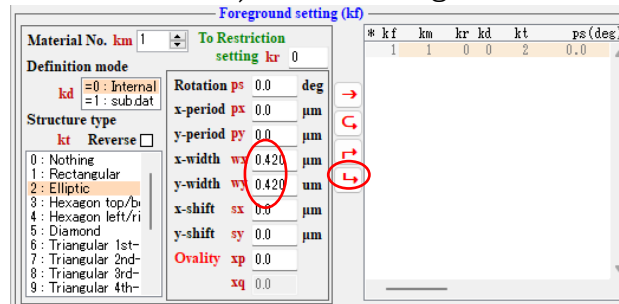 Foreground setting (kf)
Material No. km 1
To Restriction
setting kr 0
Definition mode
kd =0 : Internal
=1 : sub.dat
Structure type
kt Reverse
0 : Nothing
1 : Rectangular
2 : Elliptic
3 : Hexagon top/b
4 : Hexagon left/ri
5 : Diamond
6 : Triangular 1st-
7 : Triangular 2nd-
8 : Triangular 3rd-
9 : Triangular 4th-
Rotation ps 0.0 deg
x-period px 0.0 μm
y-period py 0.0 μm
x-width wx 0.420 μm
y-width wy 0.420 um
x-shift sx 0.0 μm
y-shift sy 0.0 μm
Ovality xp 0.0
xq 0.0
* kf km kr kd kt ps(deg)
1 1 0 0 2 0.0